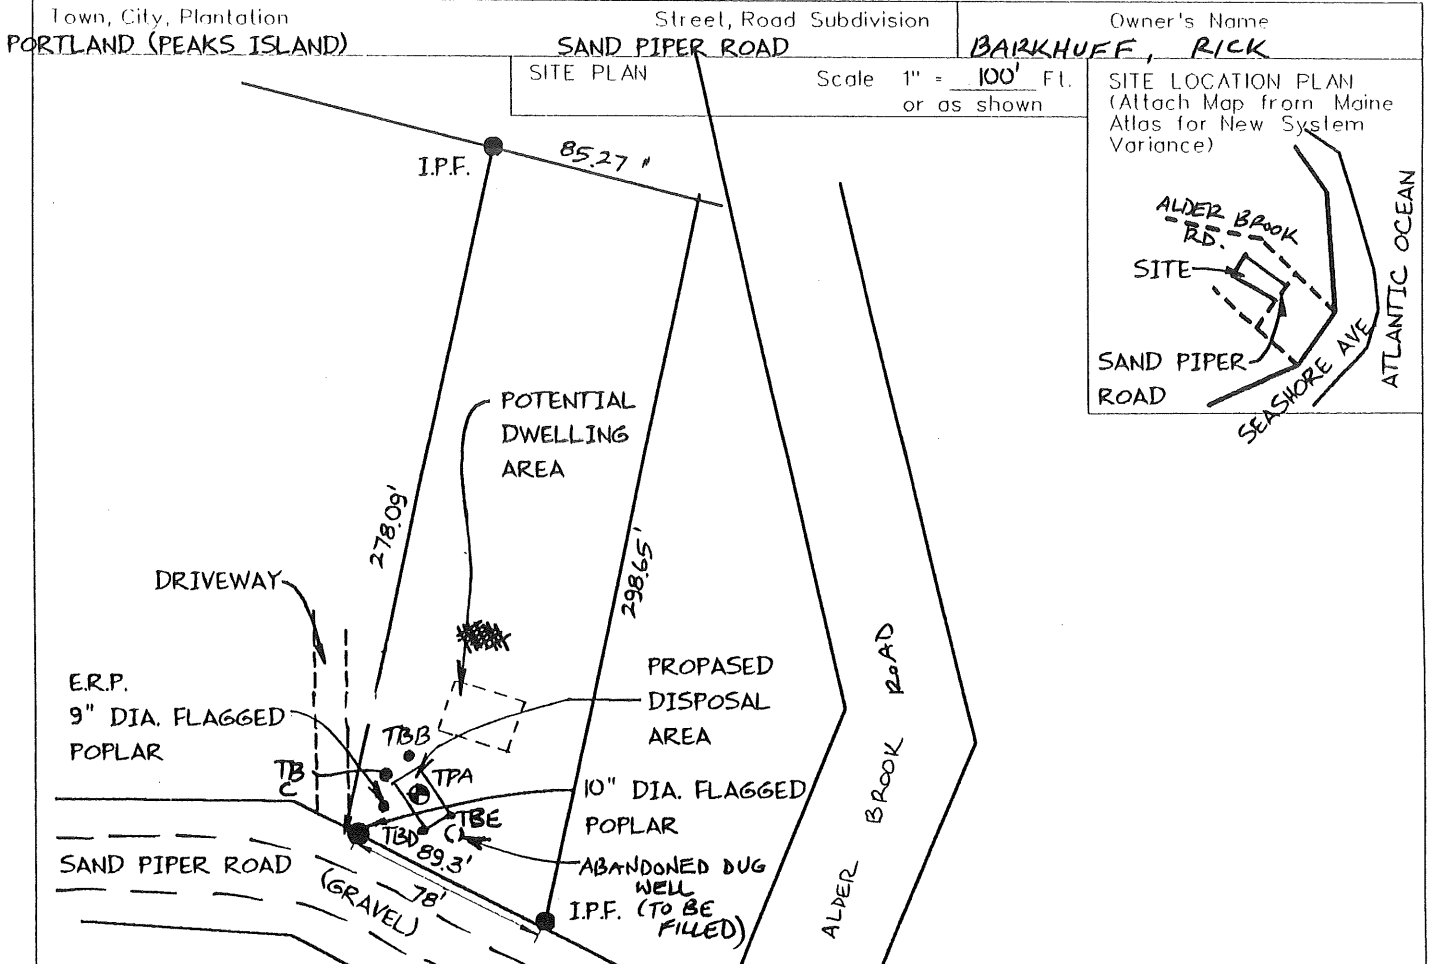 Town, City, Plantation
Street, Road Subdivision
Owner's Name
PORTLAND (PEAKS ISLAND)
SAND PIPER ROAD
BARKHUFF, RICK
SITE PLAN
Scale 1" = 100' Ft.
or as shown
SITE LOCATION PLAN
(Attach Map from Maine
Atlas for New System
Variance)
I.P.F.
85.27 "
ALDER BROOK
RD.
SITE
SAND PIPER
ROAD
SEASHORE AVE
ATLANTIC OCEAN
POTENTIAL
DWELLING
AREA
278.09'
298.65'
DRIVEWAY
E.R.P.
9" DIA. FLAGGED
POPLAR
PROPASED
DISPOSAL
AREA
TBB
TB
C
TPA
TBE
TBD
10" DIA. FLAGGED
POPLAR
89.3'
78'
ABANDONED DUG
WELL
(TO BE
FILLED)
I.P.F.
SAND PIPER ROAD
(GRAVEL)
ALDER BROOK ROAD